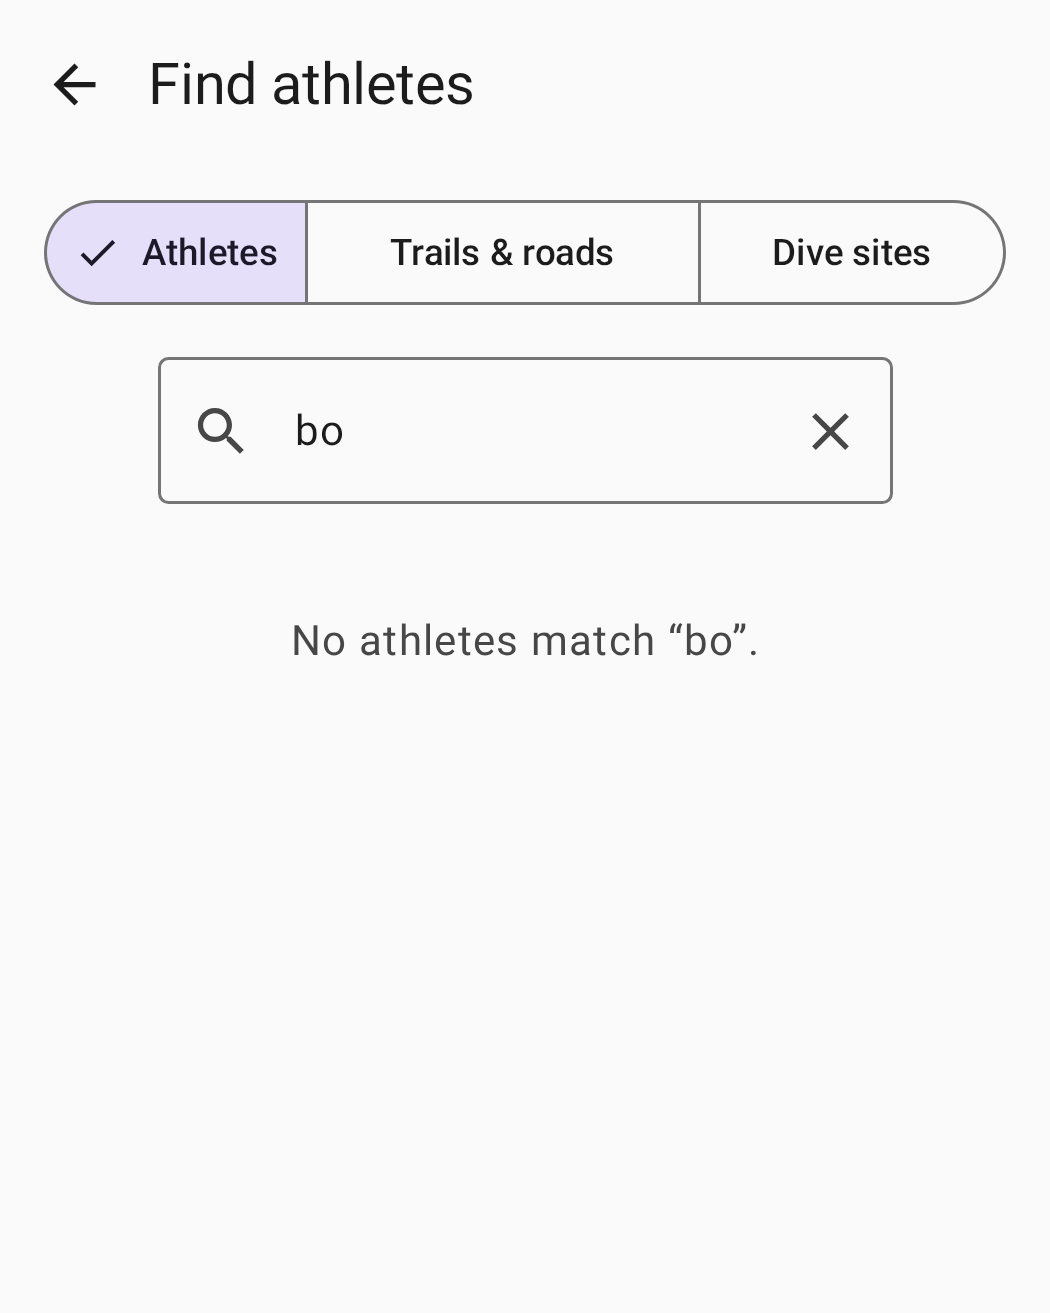 Find athletes
Athletes
Trails & roads
Dive sites
bo
No athletes match “bo”.